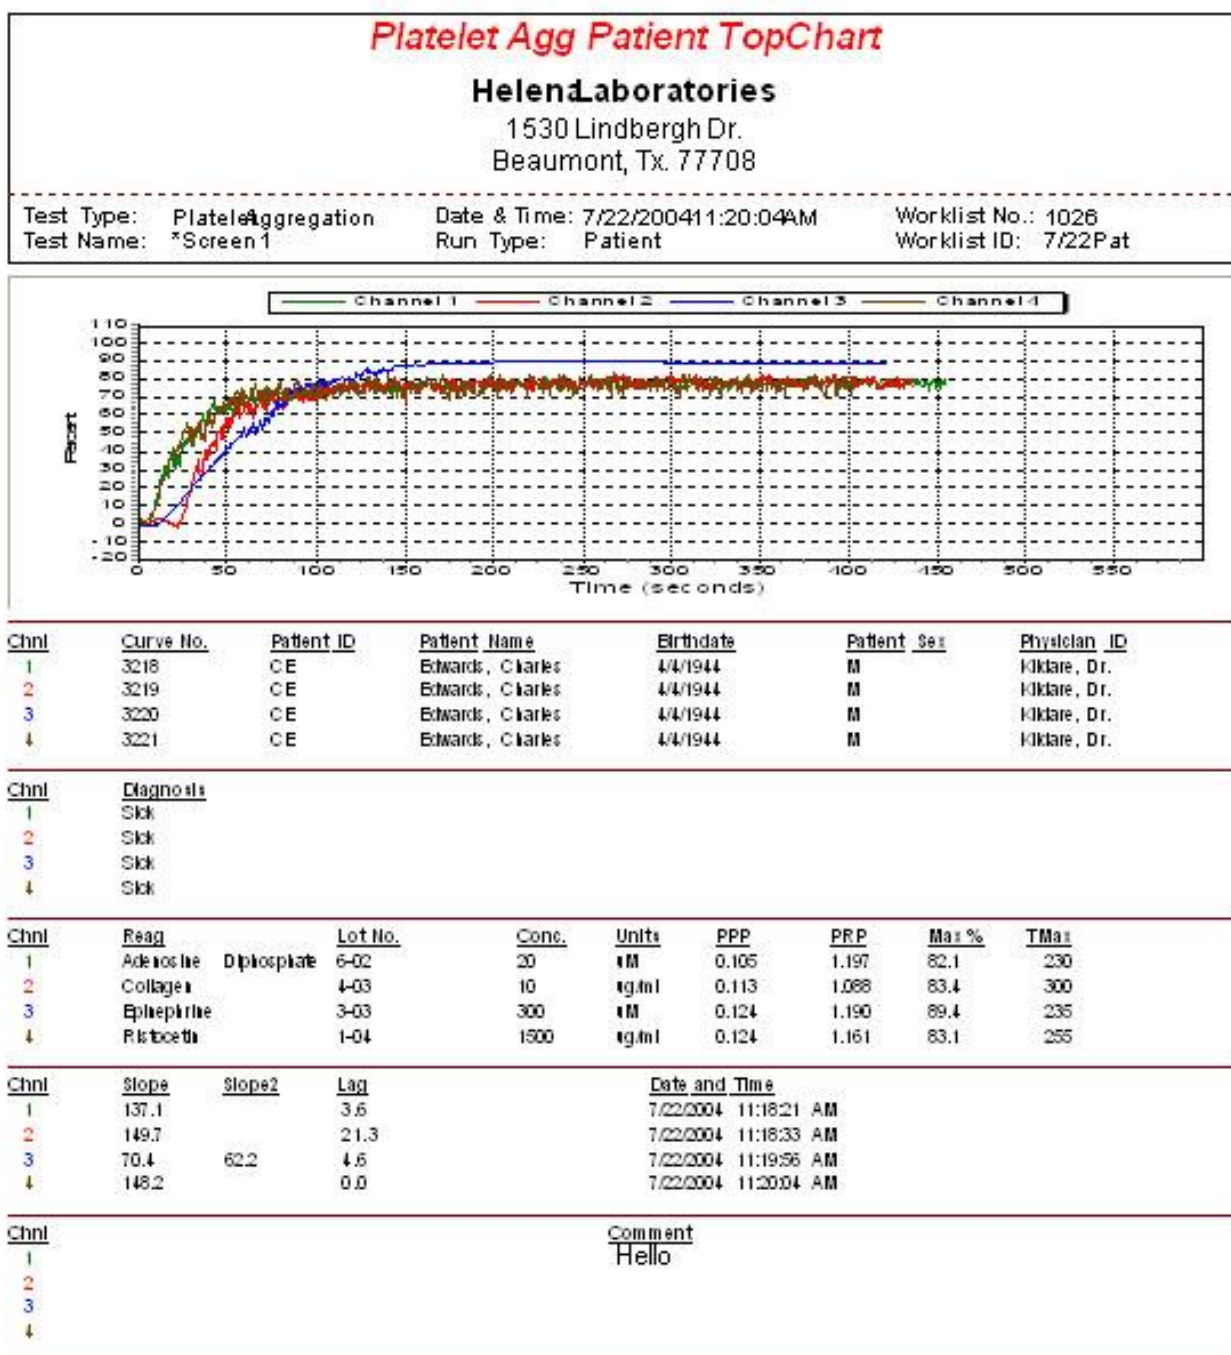 Platelet Agg Patient TopChart
Helena Laboratories
1530 Lindbergh Dr.
Beaumont, Tx. 77708
Test Type: Platelet Aggregation Date & Time: 7/22/2004 11:20:04 AM Worklist No.: 1026
Test Name: *Screen 1 Run Type: Patient Worklist ID: 7/22 Pat
Channel 1 Channel 2 Channel 3 Channel 4
110
100
90
80
70
60
50
40
30
20
10
0
-10
-20
Percent
0 50 100 150 200 250 300 350 400 450 500 550
Time (seconds)
Chnl Curve No. Patient ID Patient Name Birthdate Patient Sex Physician ID
1 3218 CE Edwards, Charles 4/4/1944 M Kildare, Dr.
2 3219 CE Edwards, Charles 4/4/1944 M Kildare, Dr.
3 3220 CE Edwards, Charles 4/4/1944 M Kildare, Dr.
4 3221 CE Edwards, Charles 4/4/1944 M Kildare, Dr.
Chnl Diagnosis
1 Sick
2 Sick
3 Sick
4 Sick
Chnl Reag Lot No. Conc. Units PPP PRP Max % TMax
1 Adenosine Diphosphate 6-02 20 uM 0.105 1.197 82.1 230
2 Collagen 4-03 10 ug/ml 0.113 1.088 83.4 300
3 Epinephrine 3-03 300 uM 0.124 1.190 89.4 235
4 Ristocetin 1-04 1500 ug/ml 0.124 1.161 83.1 255
Chnl Slope Slope2 Lag Date and Time
1 137.1 3.6 7/22/2004 11:18:21 AM
2 149.7 21.3 7/22/2004 11:18:33 AM
3 70.4 62.2 4.6 7/22/2004 11:19:56 AM
4 148.2 0.0 7/22/2004 11:20:04 AM
Chnl Comment
1 Hello
2
3
4